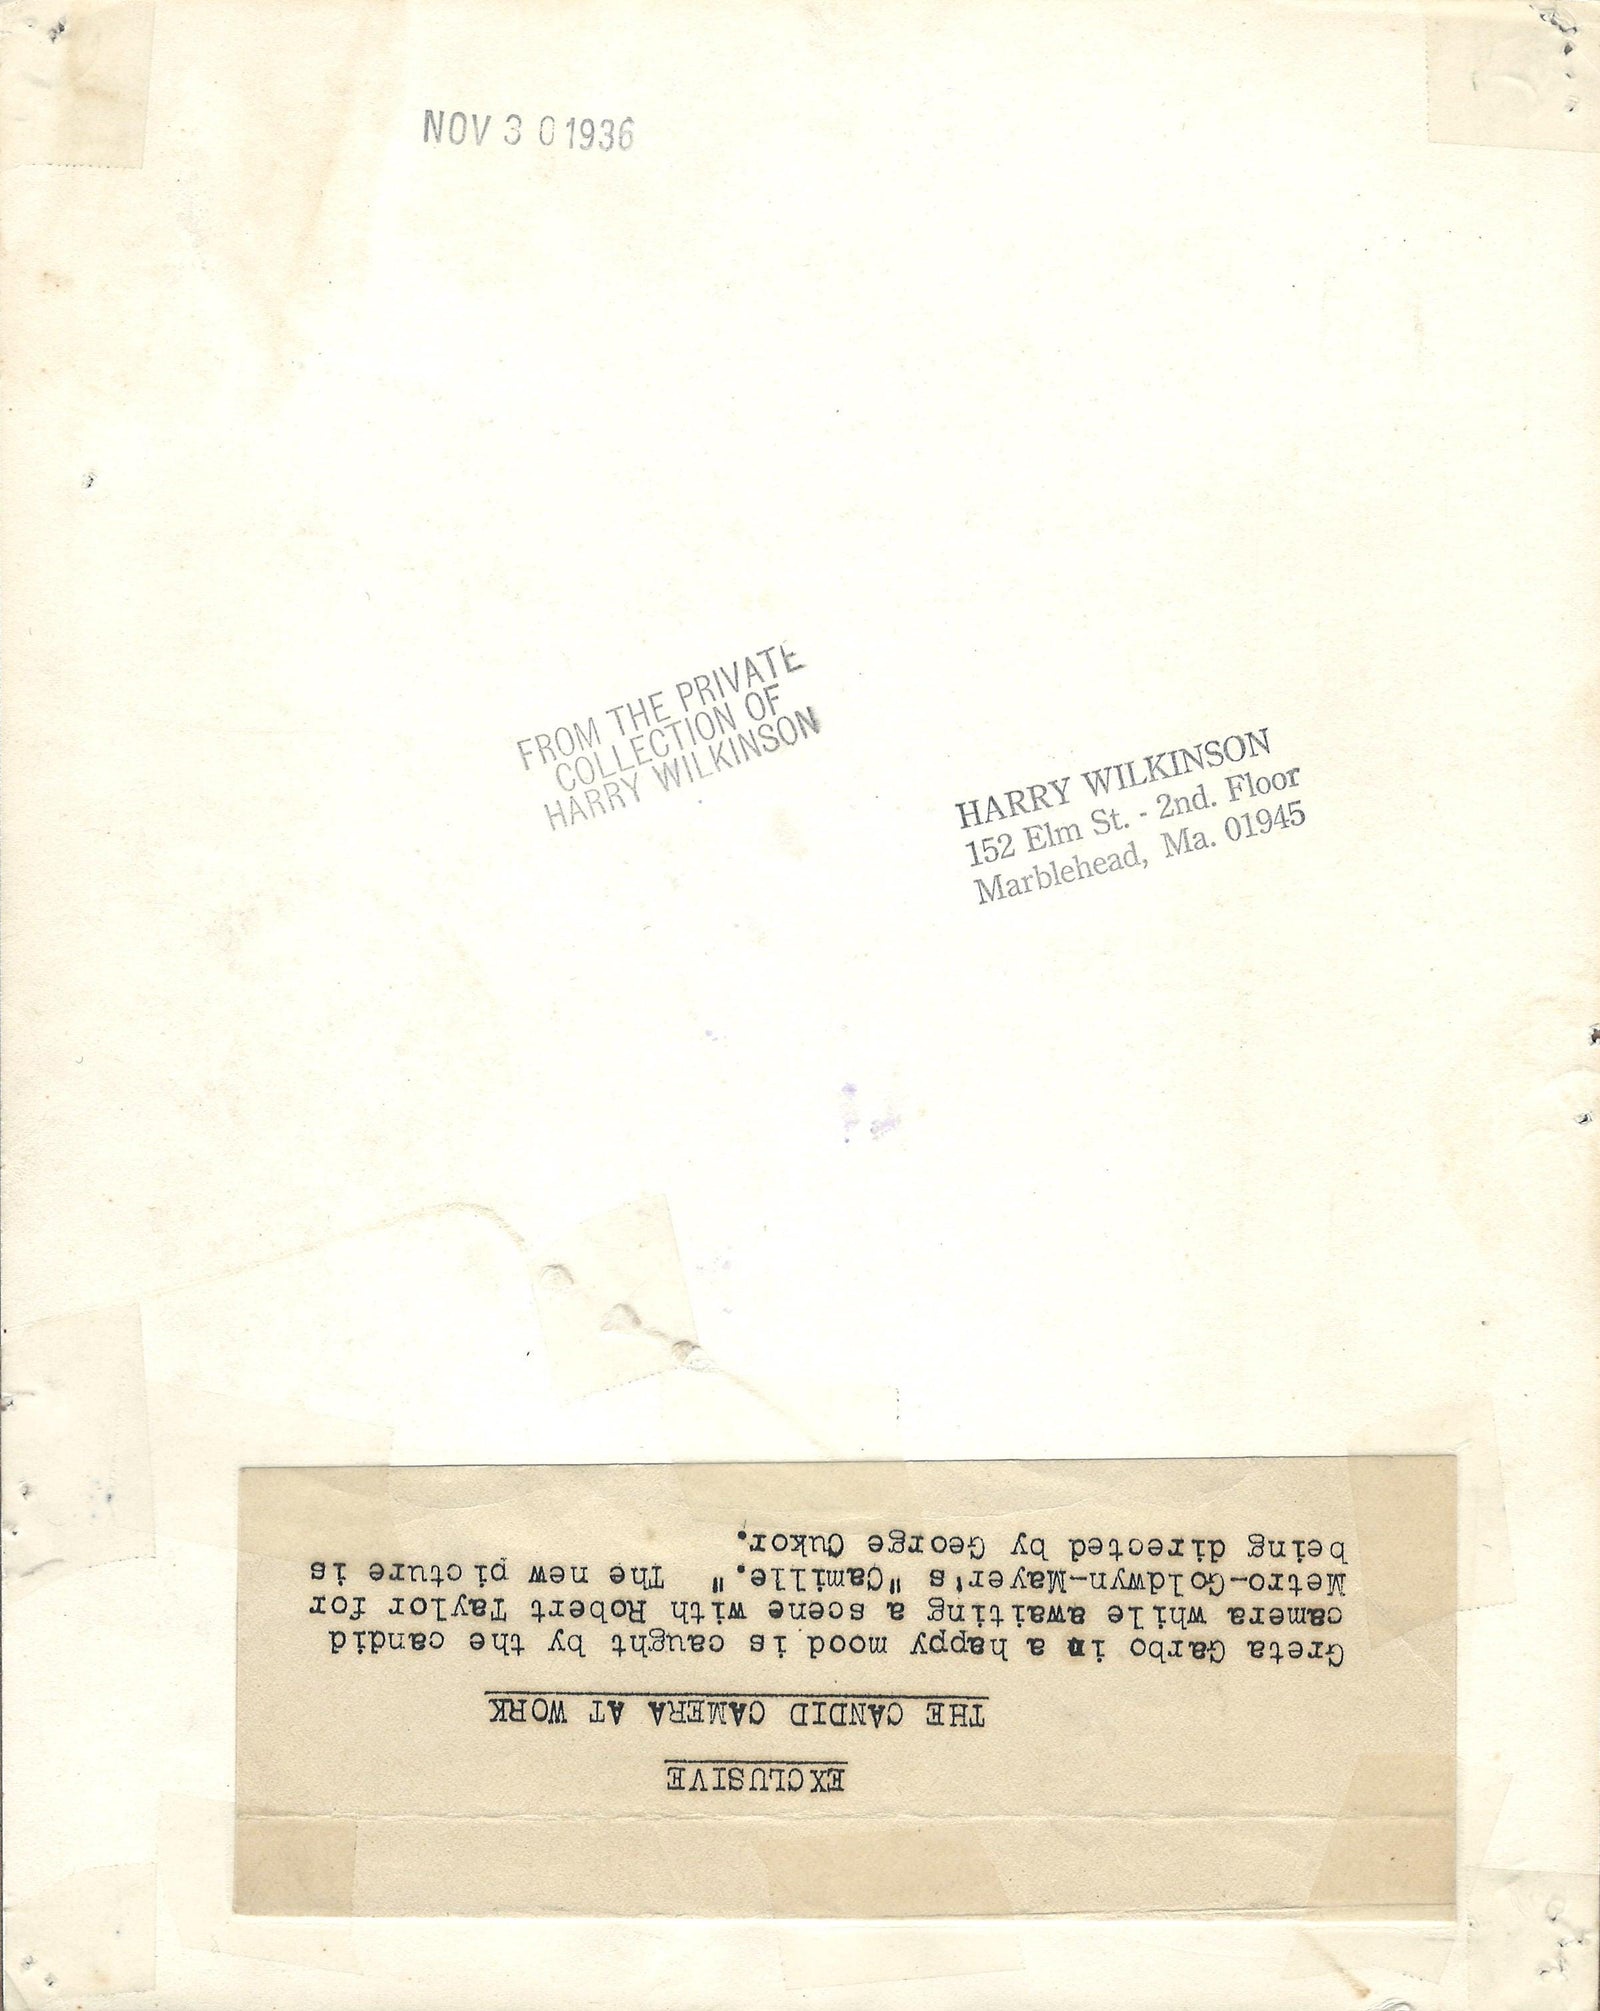 NOV 30 1936
FROM THE PRIVATE
COLLECTION OF
HARRY WILKINSON
HARRY WILKINSON
152 Elm St. - 2nd. Floor
Marblehead, Ma. 01945
EXCLUSIVE
THE CANDID CAMERA AT WORK
Greta Garbo in a happy mood is caught by the candid
camera while awaiting a scene with Robert Taylor for
Metro-Goldwyn-Mayer's "Camille." The new picture is
being directed by George Cukor.